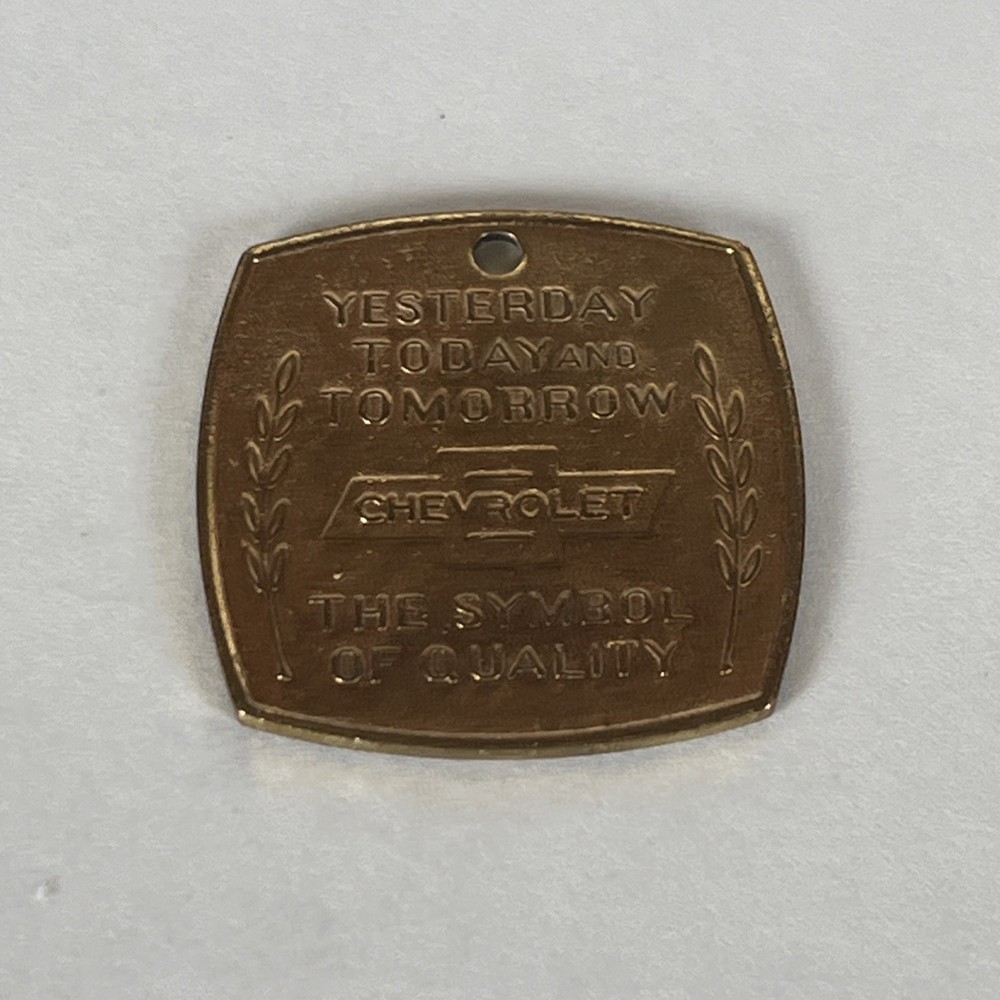 YESTERDAY
TODAY AND
TOMORROW
CHEVROLET
THE SYMBOL
OF QUALITY